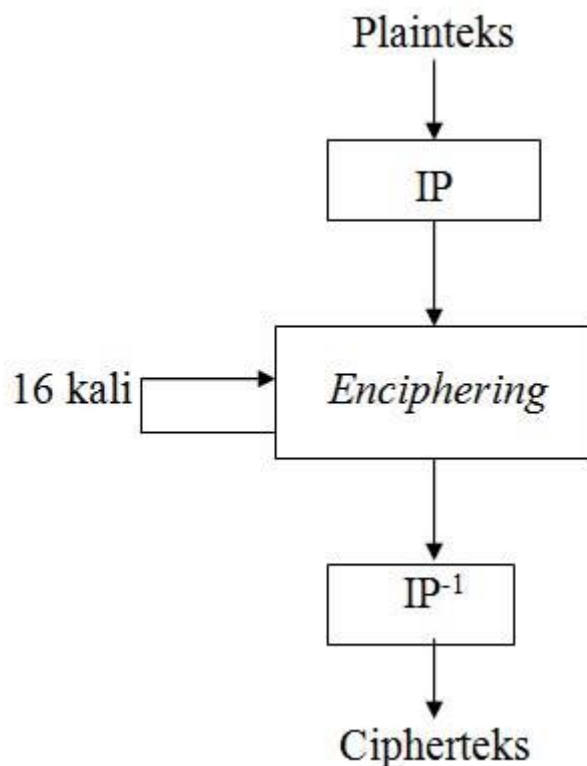 Plainteks
IP
16 kali
Enciphering
IP-1
Cipherteks